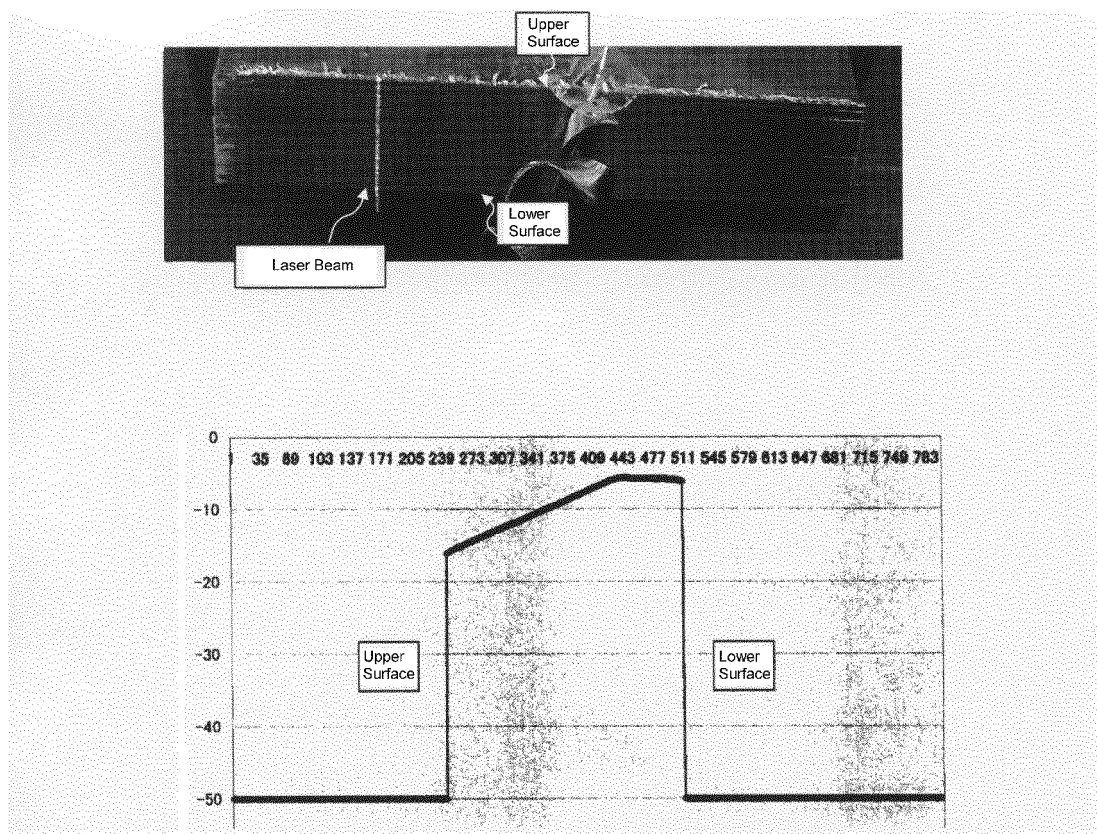 Upper
Surface
Lower
Surface
Laser Beam
0
1 35 69 103 137 171 205 239 273 307 341 375 409 443 477 511 545 579 613 647 681 715 749 783
-10
-20
-30
Upper
Surface
Lower
Surface
-40
-50